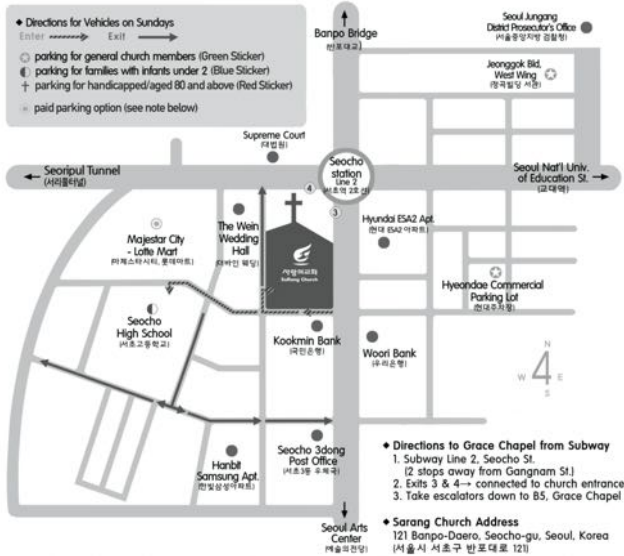 ◆ Directions for Vehicles on Sundays
Enter Exit
parking for general church members (Green Sticker)
parking for families with infants under 2 (Blue Sticker)
parking for handicapped/aged 80 and above (Red Sticker)
paid parking option (see note below)
Banpo Bridge
(반포대교)
Seoul Jungang
District Prosecutor's Office
(서울중앙지방 검찰청)
Jeonggok Bld,
West Wing
(정곡빌딩 서관)
Supreme Court
(대법원)
Seoripul Tunnel
(서리풀터널)
Seocho
station
Line 2
(서초역 2호선)
Seoul Nat'l Univ.
of Education St.
(교대역)
4
3
The Wein
Wedding
Hall
(더바인 웨딩)
Majestar City
- Lotte Mart
(마제스타시티, 롯데마트)
사랑의교회
SaRang Church
Hyundai ESA2 Apt.
(현대 ESA2 아파트)
Hyeondae Commercial
Parking Lot
(현대주차장)
Seocho
High School
(서초고등학교)
Kookmin Bank
(국민은행)
Woori Bank
(우리은행)
N
W 4 E
S
Hanbit
Samsung Apt.
(한빛삼성아파트)
Seocho 3dong
Post Office
(서초3동 우체국)
Seoul Arts
Center
(예술의전당)
◆ Directions to Grace Chapel from Subway
1. Subway Line 2, Seocho St.
(2 stops away from Gangnam St.)
2. Exits 3 & 4→ connected to church entrance
3. Take escalators down to B5, Grace Chapel
◆ Sarang Church Address
121 Banpo-Daero, Seocho-gu, Seoul, Korea
(서울시 서초구 반포대로 121)